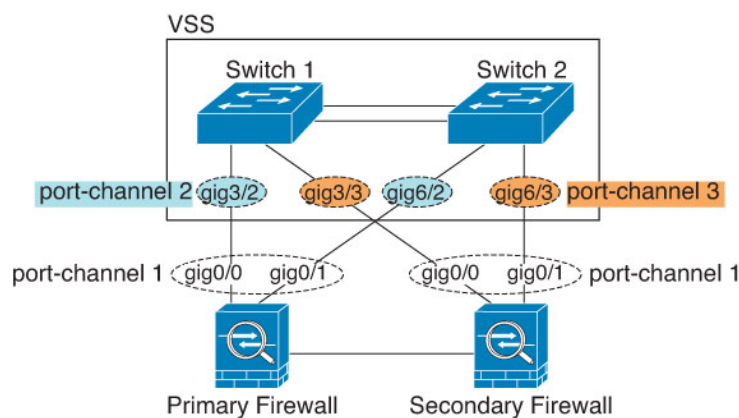 VSS
Switch 1
Switch 2
port-channel 2
gig3/2
gig3/3
gig6/2
gig6/3
port-channel 3
port-channel 1
gig0/0
gig0/1
gig0/0
gig0/1
port-channel 1
Primary Firewall
Secondary Firewall